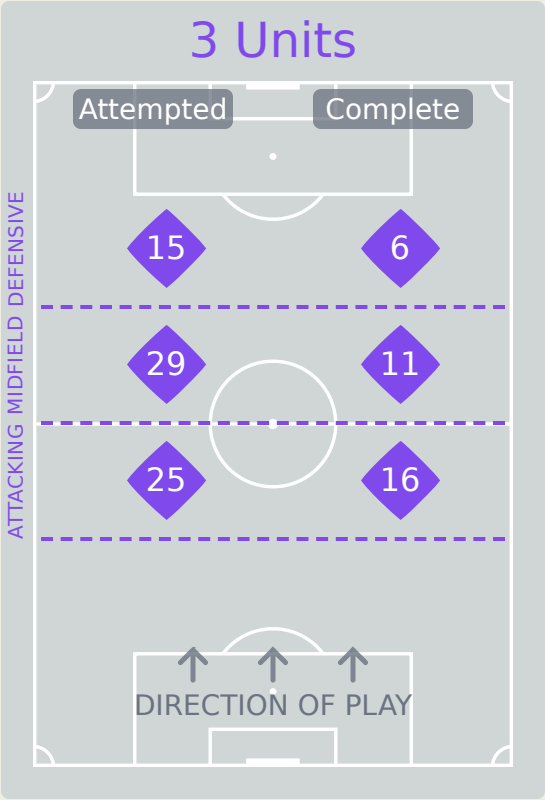 3 Units
Attempted Complete
15 6
29 11
25 16
ATTACKING MIDFIELD DEFENSIVE
DIRECTION OF PLAY